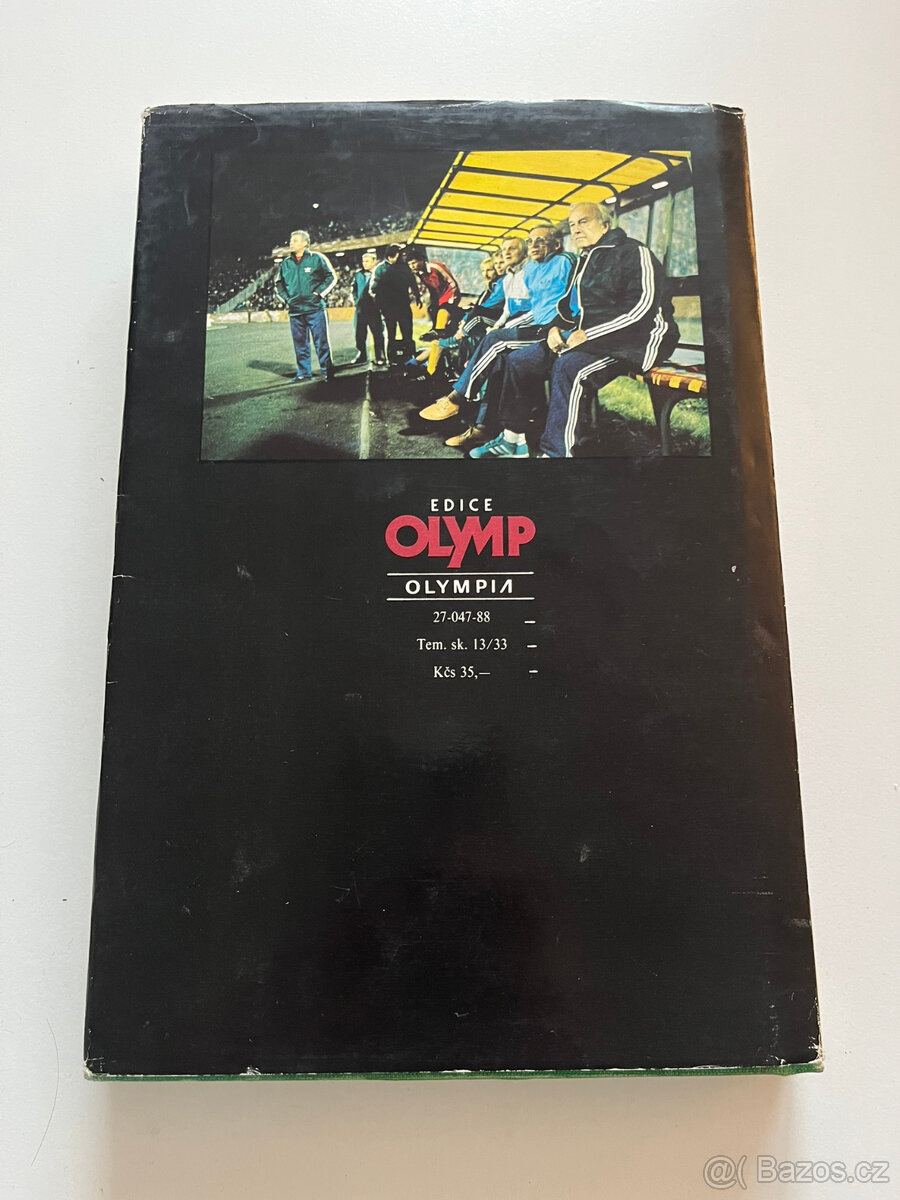 EDICE
OLYMP
OLYMPIA
27-047-88 –
Tem. sk. 13/33 –
Kčs 35,— –
@( Bazos.cz